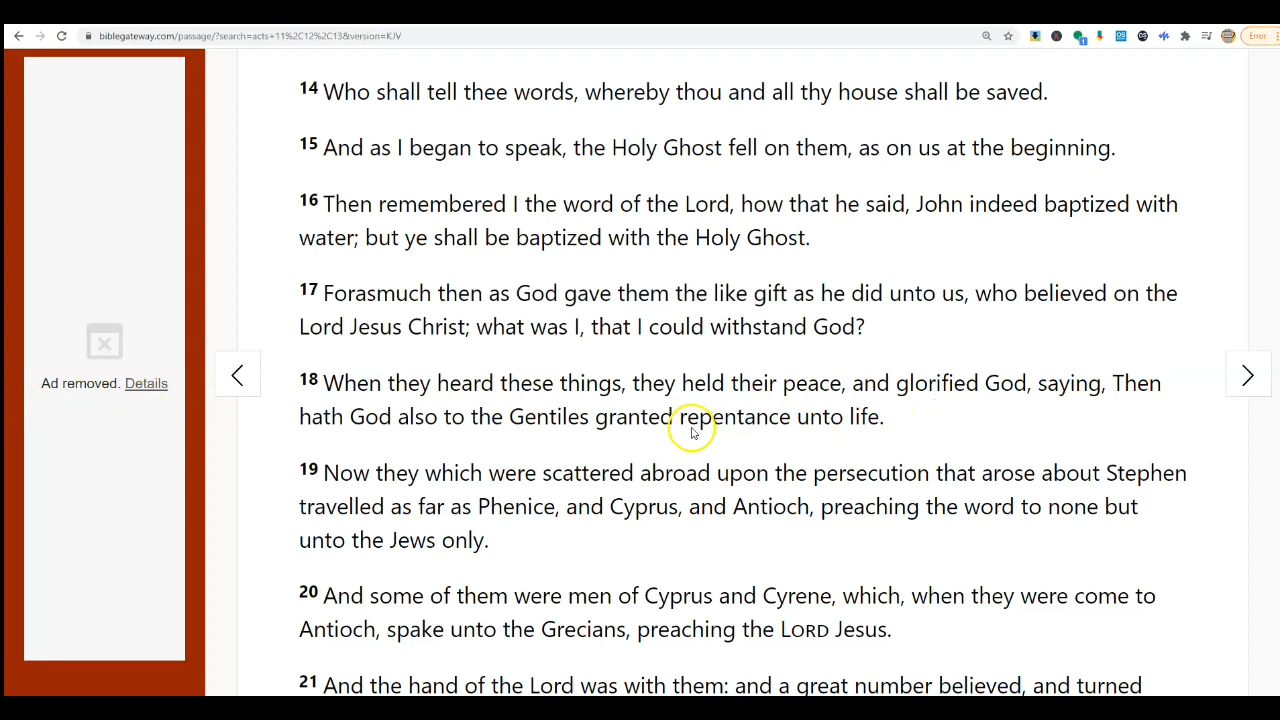 biblegateway.com/passage/?search=acts+11%2C12%2C13&version=KJV
Error
14 Who shall tell thee words, whereby thou and all thy house shall be saved.
15 And as I began to speak, the Holy Ghost fell on them, as on us at the beginning.
16 Then remembered I the word of the Lord, how that he said, John indeed baptized with
water; but ye shall be baptized with the Holy Ghost.
17 Forasmuch then as God gave them the like gift as he did unto us, who believed on the
Lord Jesus Christ; what was I, that I could withstand God?
Ad removed. Details
18 When they heard these things, they held their peace, and glorified God, saying, Then
hath God also to the Gentiles granted repentance unto life.
19 Now they which were scattered abroad upon the persecution that arose about Stephen
travelled as far as Phenice, and Cyprus, and Antioch, preaching the word to none but
unto the Jews only.
20 And some of them were men of Cyprus and Cyrene, which, when they were come to
Antioch, spake unto the Grecians, preaching the LORD Jesus.
21 And the hand of the Lord was with them: and a great number believed, and turned